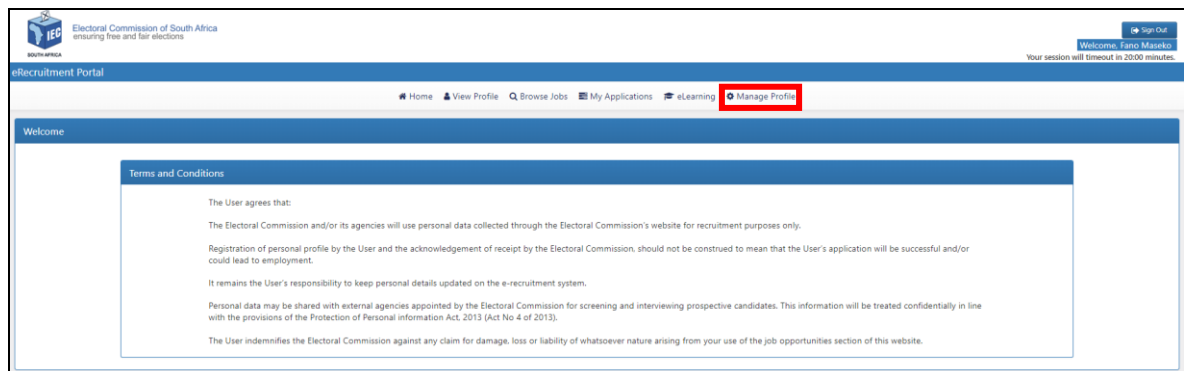 IEC
SOUTH AFRICA
Electoral Commission of South Africa
ensuring free and fair elections
Sign Out
Welcome, Fano Maseko
Your session will timeout in 20:00 minutes.
eRecruitment Portal
Home View Profile Browse Jobs My Applications eLearning Manage Profile
Welcome
Terms and Conditions
The User agrees that:
The Electoral Commission and/or its agencies will use personal data collected through the Electoral Commission's website for recruitment purposes only.
Registration of personal profile by the User and the acknowledgement of receipt by the Electoral Commission, should not be construed to mean that the User's application will be successful and/or
could lead to employment.
It remains the User's responsibility to keep personal details updated on the e-recruitment system.
Personal data may be shared with external agencies appointed by the Electoral Commission for screening and interviewing prospective candidates. This information will be treated confidentially in line
with the provisions of the Protection of Personal information Act, 2013 (Act No 4 of 2013).
The User indemnifies the Electoral Commission against any claim for damage, loss or liability of whatsoever nature arising from your use of the job opportunities section of this website.